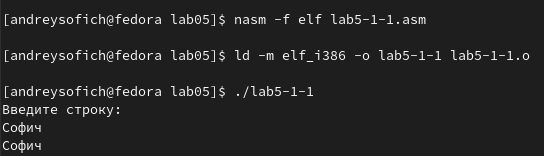 [andreysofich@fedora lab05]$ nasm -f elf lab5-1-1.asm
[andreysofich@fedora lab05]$ ld -m elf_i386 -o lab5-1-1 lab5-1-1.o
[andreysofich@fedora lab05]$ ./lab5-1-1
Введите строку:
Софич
Софич